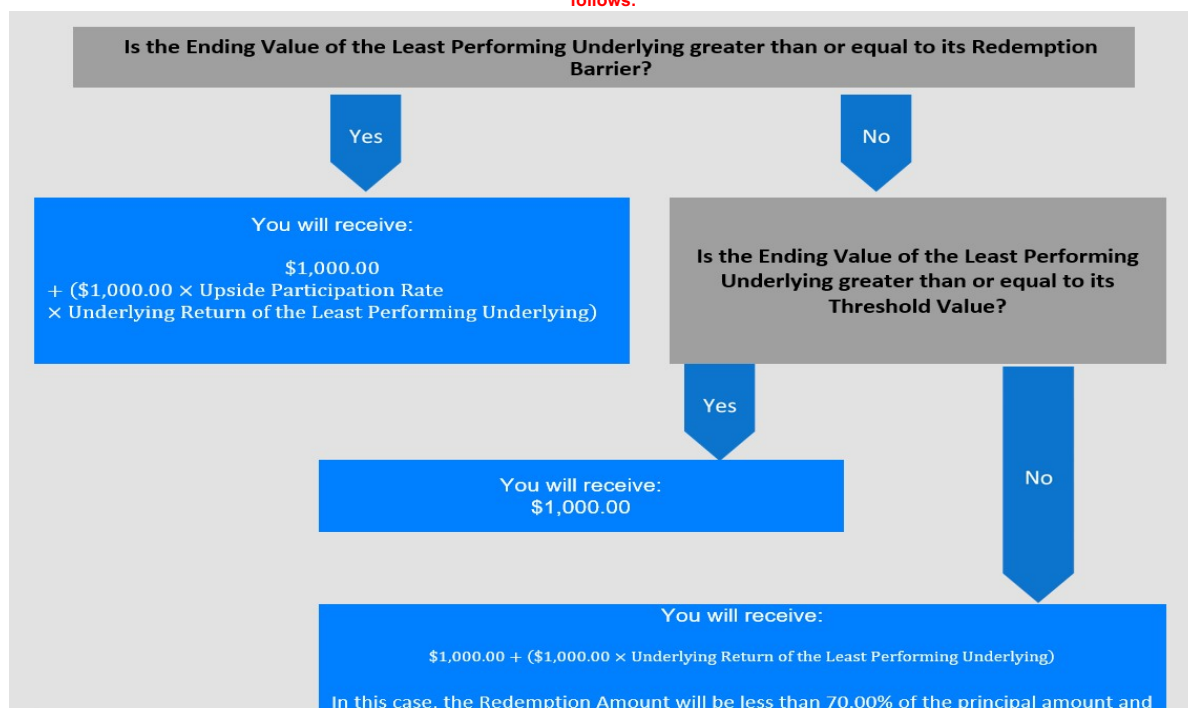 follows:
Is the Ending Value of the Least Performing Underlying greater than or equal to its Redemption
Barrier?
Yes
No
You will receive:
$1,000.00
+ ($1,000.00 × Upside Participation Rate
× Underlying Return of the Least Performing Underlying)
Is the Ending Value of the Least Performing
Underlying greater than or equal to its
Threshold Value?
Yes
No
You will receive:
$1,000.00
You will receive:
$1,000.00 + ($1,000.00 × Underlying Return of the Least Performing Underlying)
In this case, the Redemption Amount will be less than 70.00% of the principal amount and